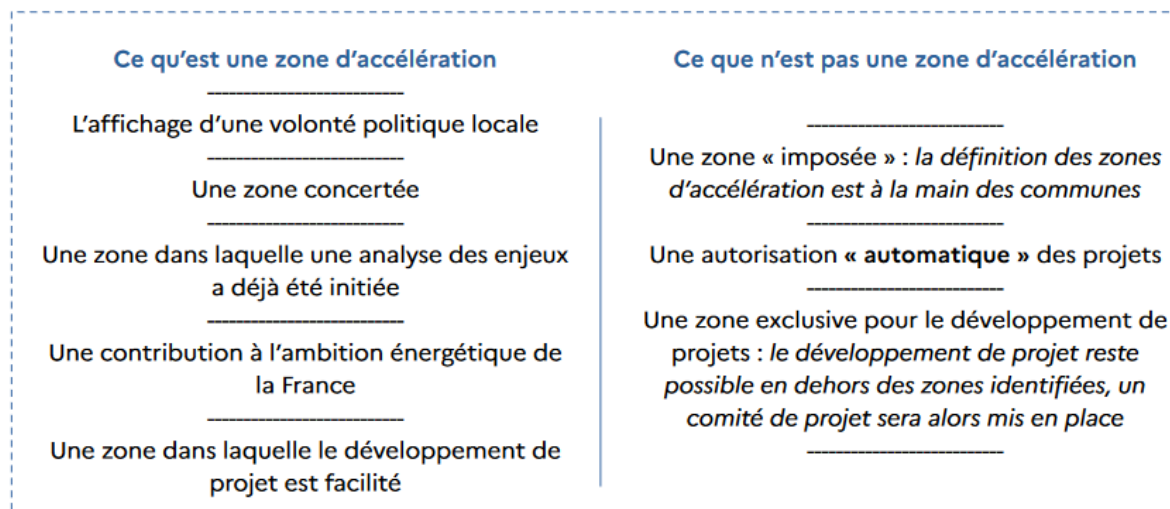 Ce qu'est une zone d'accélération
---------------------------
L'affichage d'une volonté politique locale
---------------------------
Une zone concertée
---------------------------
Une zone dans laquelle une analyse des enjeux
a déjà été initiée
---------------------------
Une contribution à l'ambition énergétique de
la France
---------------------------
Une zone dans laquelle le développement de
projet est facilité
Ce que n'est pas une zone d'accélération
---------------------------
Une zone « imposée » : la définition des zones
d'accélération est à la main des communes
---------------------------
Une autorisation « automatique » des projets
---------------------------
Une zone exclusive pour le développement de
projets : le développement de projet reste
possible en dehors des zones identifiées, un
comité de projet sera alors mis en place
---------------------------